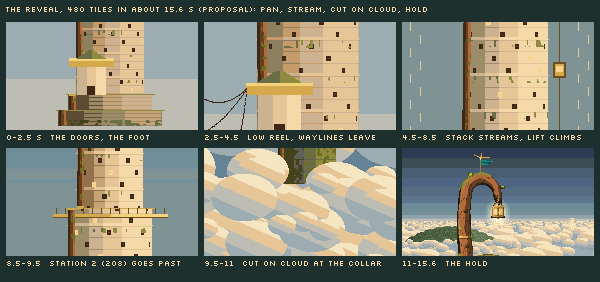 THE REVEAL, 480 TILES IN ABOUT 15.6 S (PROPOSAL): PAN, STREAM, CUT ON CLOUD, HOLD
0-2.5 S THE DOORS, THE FOOT
2.5-4.5 LOW REEL, WAYLINES LEAVE
4.5-8.5 STACK STREAMS, LIFT CLIMBS
8.5-9.5 STATION 2 (208) GOES PAST
9.5-11 CUT ON CLOUD AT THE COLLAR
11-15.6 THE HOLD